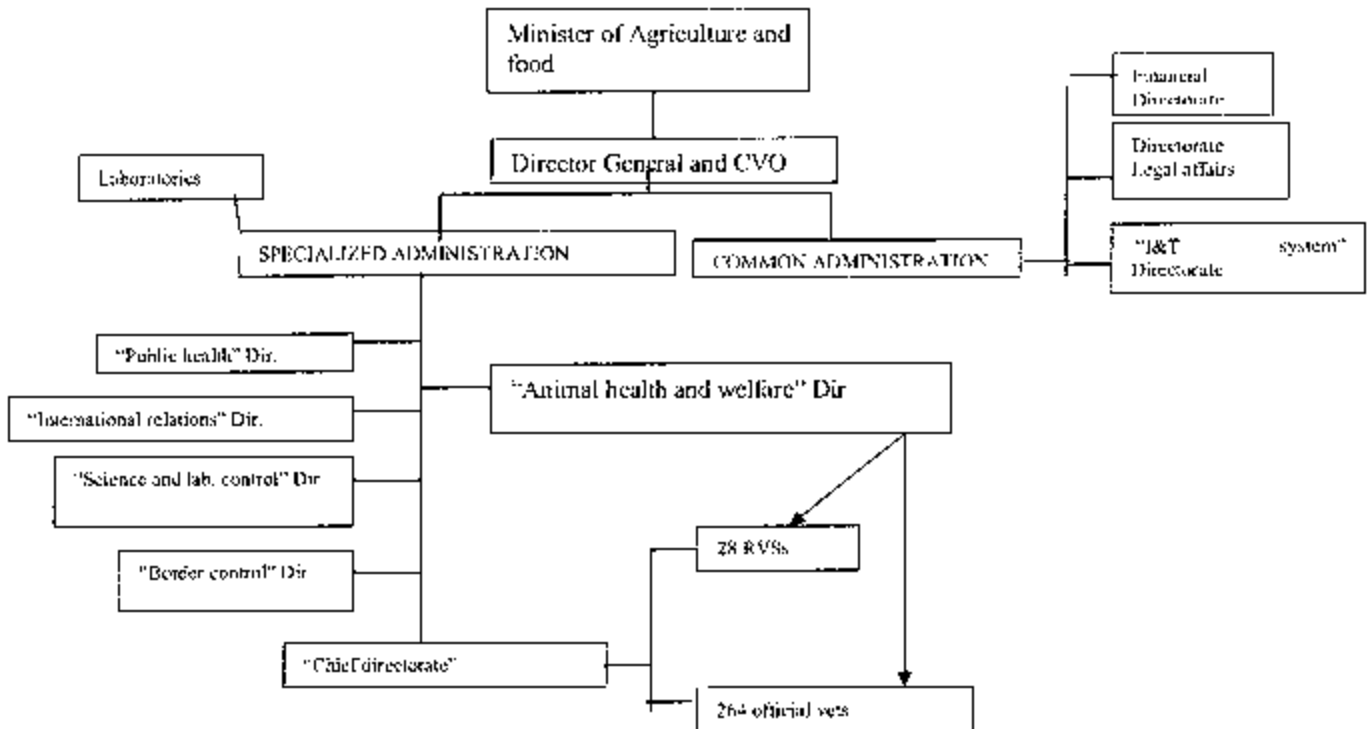 Minister of Agriculture and
food
Director General and CVO
Laboratories
SPECIALIZED ADMINISTRATION
COMMON ADMINISTRATION
Financial
Directorate
Directorate
Legal affairs
"I&T system"
Directorate
"Public health" Dir.
"Animal health and welfare" Dir
"International relations" Dir.
"Science and lab. control" Dir
"Border control" Dir
28 RVSs
"Chief directorate"
264 official vets